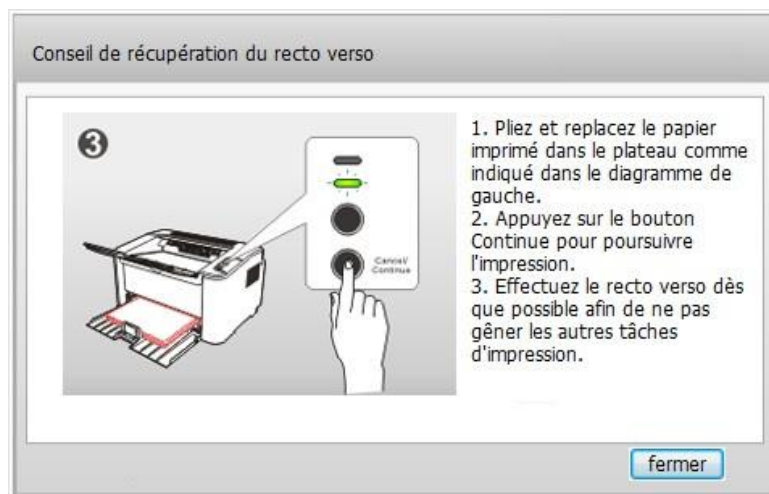 Conseil de récupération du recto verso
3
Cancel/
Continue
1. Pliez et replacez le papier
imprimé dans le plateau comme
indiqué dans le diagramme de
gauche.
2. Appuyez sur le bouton
Continue pour poursuivre
l'impression.
3. Effectuez le recto verso dès
que possible afin de ne pas
gêner les autres tâches
d'impression.
fermer